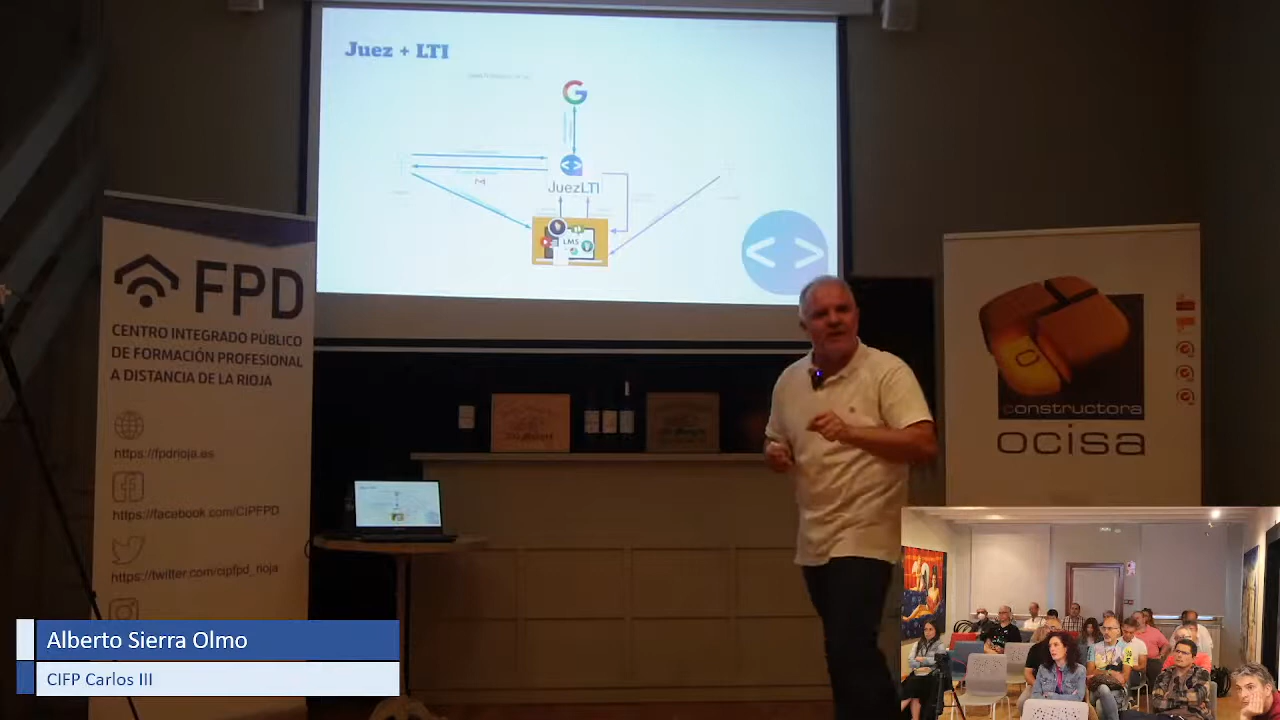 Juez + LTI
G
JuezLTI
LMS
FPD
CENTRO INTEGRADO PÚBLICO
DE FORMACIÓN PROFESIONAL
A DISTANCIA DE LA RIOJA
https://fpdrioja.es
https://facebook.com/CIPFPD
https://twitter.com/cipfpd_rioja
constructora
ocisa
Alberto Sierra Olmo
CIFP Carlos III